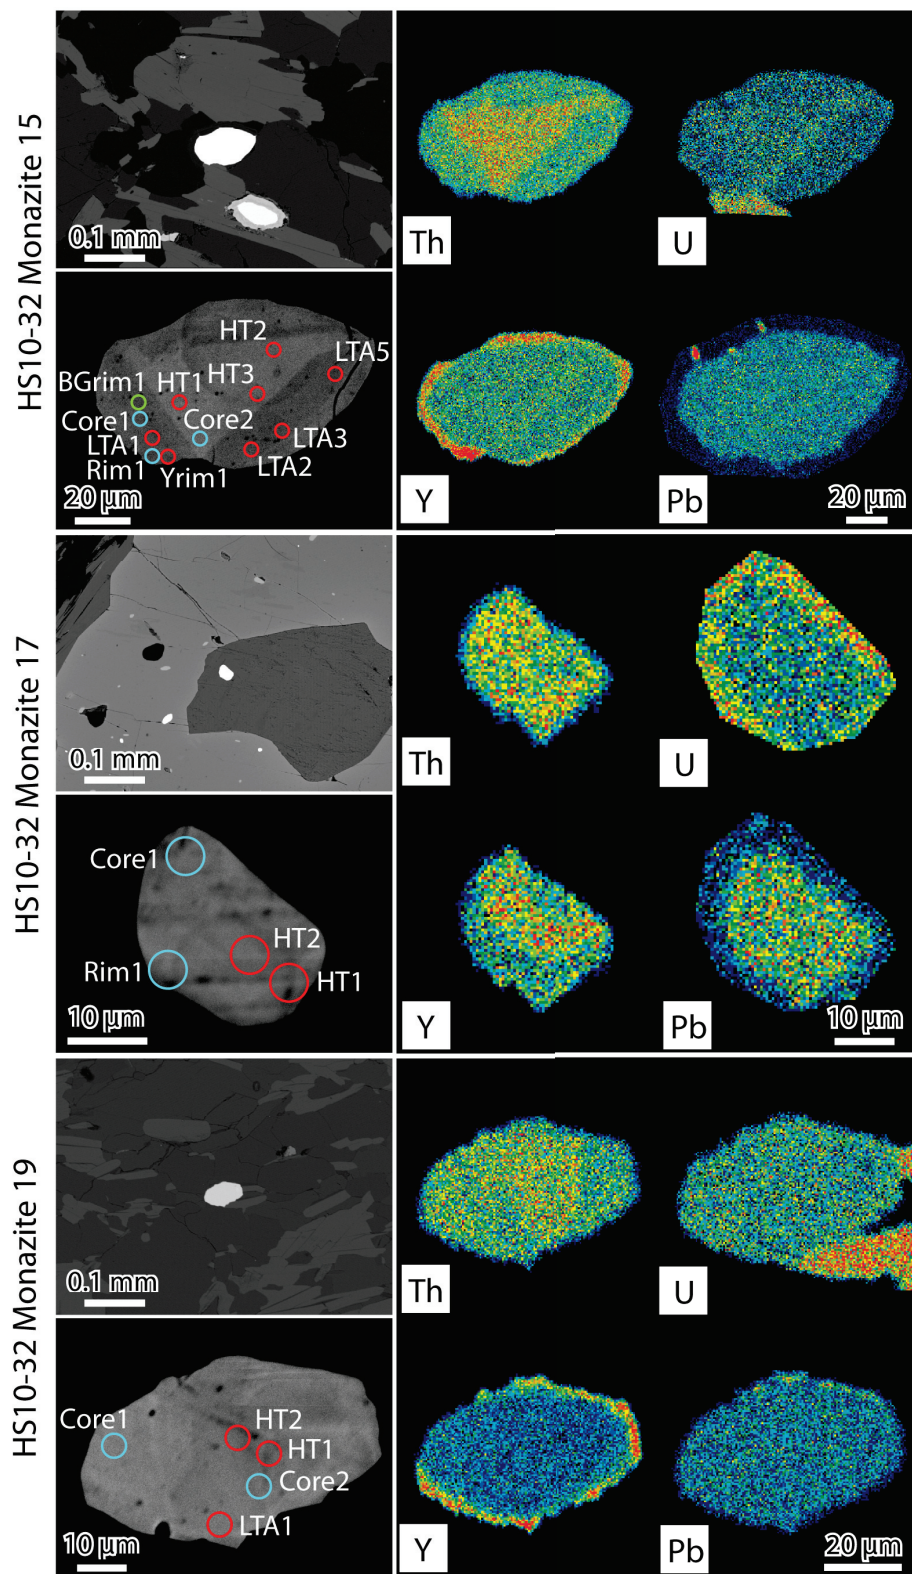 HS10-32 Monazite 15
0.1 mm
Th
U
HT2
LTA5
BGrim1
HT1
HT3
Core1
Core2
LTA1
LTA3
Rim1
Yrim1
LTA2
20 µm
Y
Pb
20 µm
HS10-32 Monazite 17
0.1 mm
Th
U
Core1
HT2
Rim1
HT1
10 µm
Y
Pb
10 µm
HS10-32 Monazite 19
0.1 mm
Th
U
Core1
HT2
HT1
Core2
LTA1
10 µm
Y
Pb
20 µm